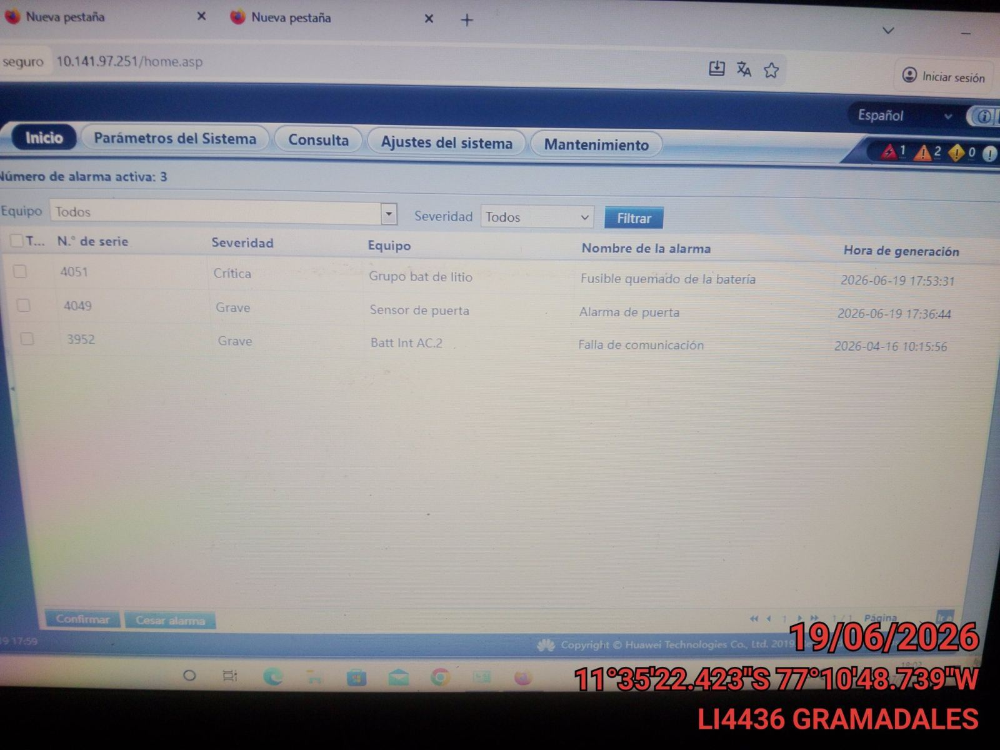 Nueva pestaña
Nueva pestaña
seguro 10.141.97.251/home.asp
Iniciar sesión
Español
Inicio Parámetros del Sistema Consulta Ajustes del sistema Mantenimiento
1 2 0
Número de alarma activa: 3
Equipo Todos Severidad Todos Filtrar
T... N.° de serie Severidad Equipo Nombre de la alarma Hora de generación
4051 Crítica Grupo bat de litio Fusible quemado de la batería 2026-06-19 17:53:31
4049 Grave Sensor de puerta Alarma de puerta 2026-06-19 17:36:44
3952 Grave Batt Int AC.2 Falla de comunicación 2026-04-16 10:15:56
Confirmar Cesar alarma 1 1 / 1 Página
17:59 Copyright © Huawei Technologies Co., Ltd. 2019.
19/06/2026
11°35'22.423"S 77°10'48.739"W
LI4436 GRAMADALES